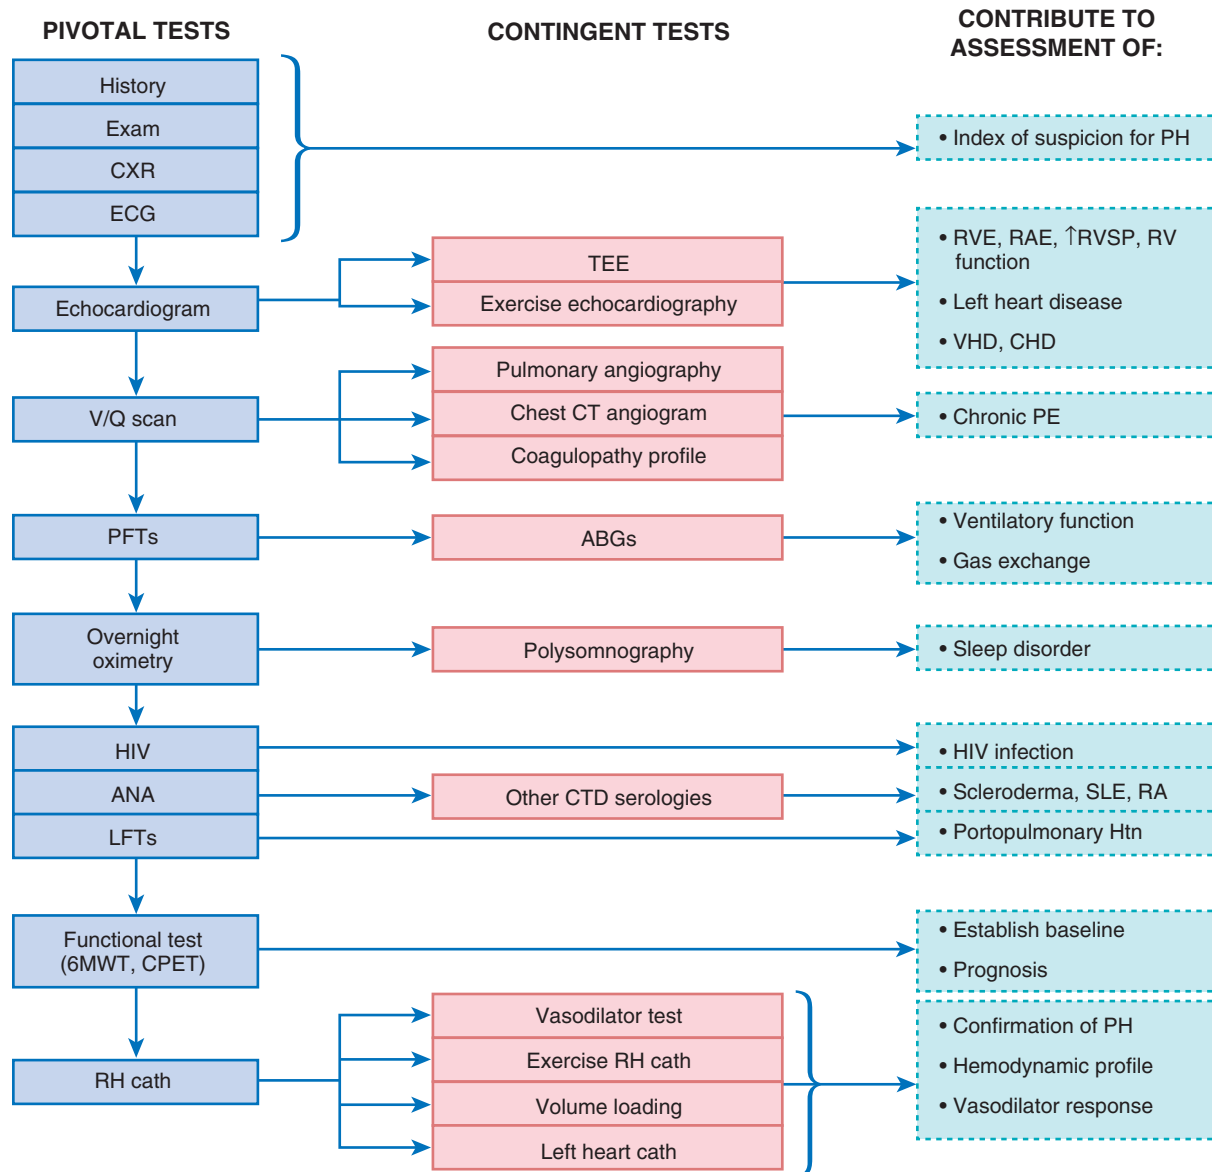 PIVOTAL TESTS
CONTINGENT TESTS
CONTRIBUTE TO
ASSESSMENT OF:
History
Exam
CXR
ECG
• Index of suspicion for PH
Echocardiogram
TEE
Exercise echocardiography
• RVE, RAE, ↑RVSP, RV
function
• Left heart disease
• VHD, CHD
V/Q scan
Pulmonary angiography
Chest CT angiogram
Coagulopathy profile
• Chronic PE
PFTs
ABGs
• Ventilatory function
• Gas exchange
Overnight
oximetry
Polysomnography
• Sleep disorder
HIV
• HIV infection
ANA
Other CTD serologies
• Scleroderma, SLE, RA
LFTs
• Portopulmonary Htn
Functional test
(6MWT, CPET)
• Establish baseline
• Prognosis
RH cath
Vasodilator test
Exercise RH cath
Volume loading
Left heart cath
• Confirmation of PH
• Hemodynamic profile
• Vasodilator response